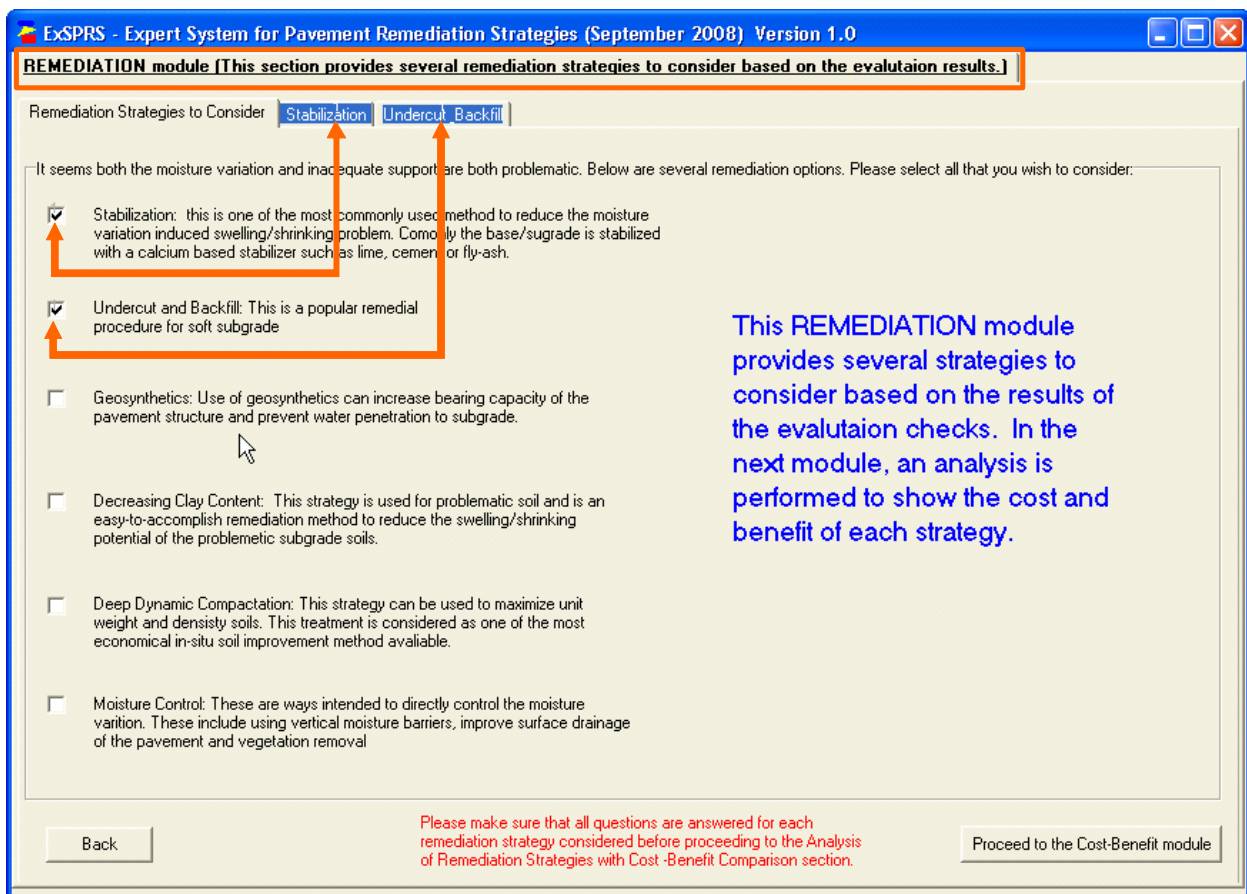 ExSPRS - Expert System for Pavement Remediation Strategies (September 2008) Version 1.0
REMEDIATION module (This section provides several remediation strategies to consider based on the evalutaion results.)
Remediation Strategies to Consider Stabilization Undercut_Backfill
It seems both the moisture variation and inadequate support are both problematic. Below are several remediation options. Please select all that you wish to consider:
Stabilization: this is one of the most commonly used method to reduce the moisture
variation induced swelling/shrinking problem. Comonly the base/sugrade is stabilized
with a calcium based stabilizer such as lime, cement or fly-ash.
Undercut and Backfill: This is a popular remedial
procedure for soft subgrade
Geosynthetics: Use of geosynthetics can increase bearing capacity of the
pavement structure and prevent water penetration to subgrade.
Decreasing Clay Content: This strategy is used for problematic soil and is an
easy-to-accomplish remediation method to reduce the swelling/shrinking
potential of the problemetic subgrade soils.
Deep Dynamic Compactation: This strategy can be used to maximize unit
weight and densisty soils. This treatment is considered as one of the most
economical in-situ soil improvement method avaliable.
Moisture Control: These are ways intended to directly control the moisture
varition. These include using vertical moisture barriers, improve surface drainage
of the pavement and vegetation removal
This REMEDIATION module
provides several strategies to
consider based on the results of
the evalutaion checks. In the
next module, an analysis is
performed to show the cost and
benefit of each strategy.
Back
Please make sure that all questions are answered for each
remediation strategy considered before proceeding to the Analysis
of Remediation Strategies with Cost -Benefit Comparison section.
Proceed to the Cost-Benefit module